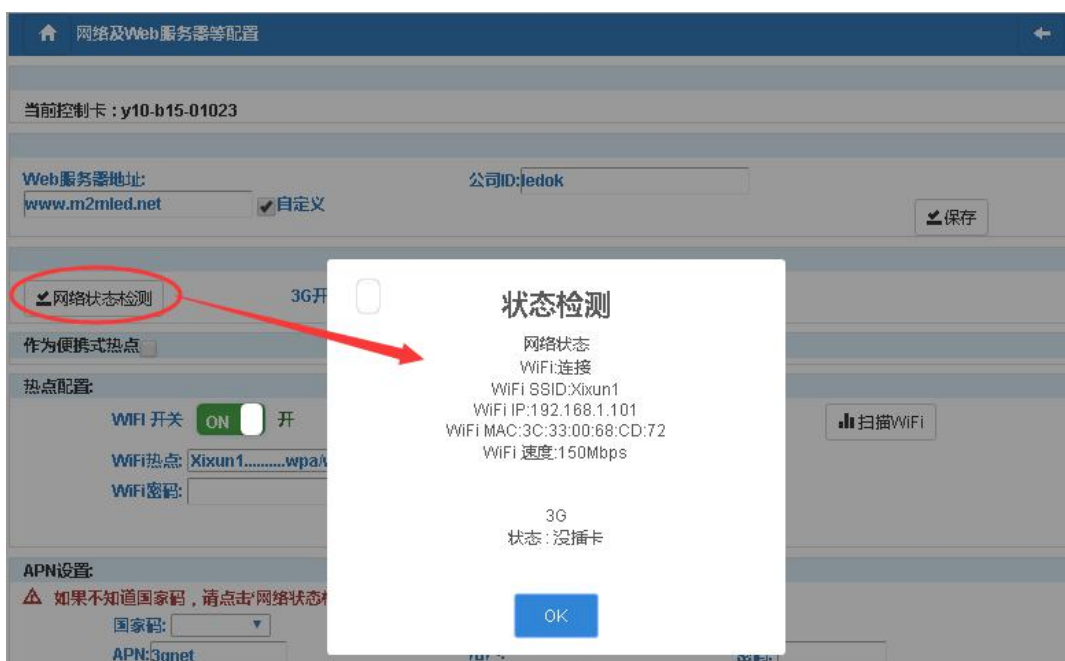 网络及Web服务器等配置
当前控制卡：y10-b15-01023
Web服务器地址:
公司ID:ledok
www.m2mled.net
自定义
保存
网络状态检测
3G开
作为便携式热点
热点配置:
WIFI 开关 ON 开
扫描WiFi
WiFi热点: Xixun1..........wpa/
WiFi密码:
APN设置:
如果不知道国家码，请点击'网络状态
国家码:
APN:3gnet
密码:
状态检测
网络状态
WiFi:连接
WiFi SSID:Xixun1
WiFi IP:192.168.1.101
WiFi MAC:3C:33:00:68:CD:72
WiFi 速度:150Mbps
3G
状态 : 没插卡
OK